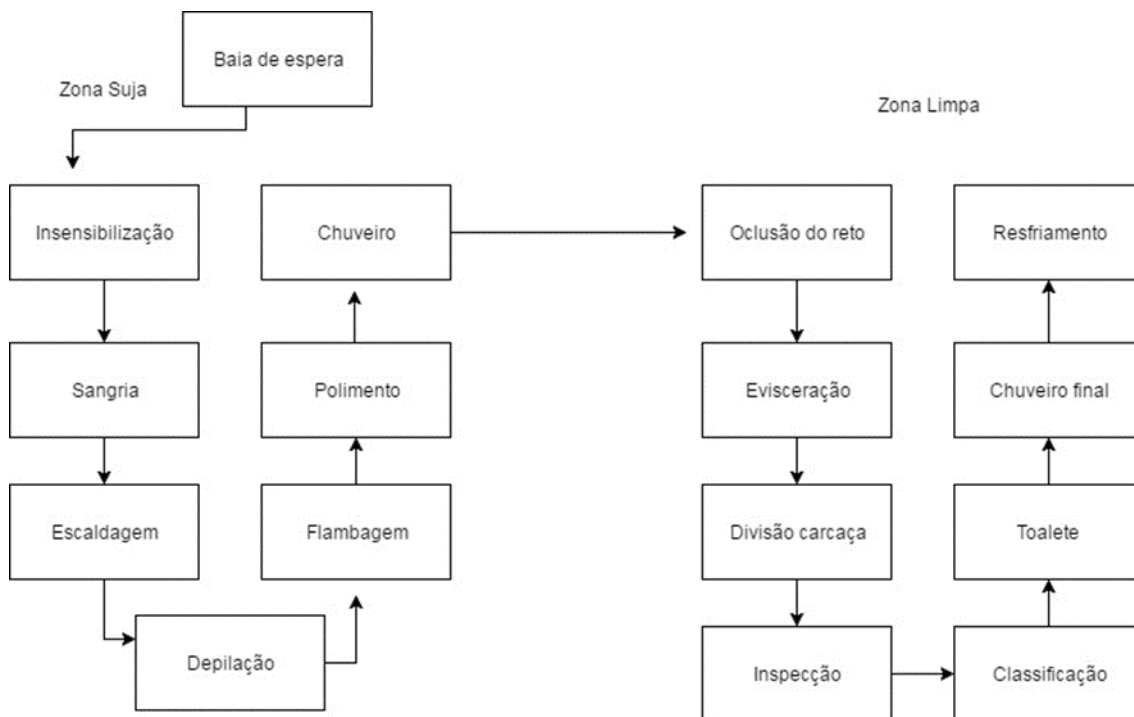 Baia de espera
Zona Suja
Zona Limpa
Insensibilização
Sangria
Escaldagem
Depilação
Flambagem
Polimento
Chuveiro
Oclusão do reto
Evisceração
Divisão carcaça
Inspecção
Classificação
Toalete
Chuveiro final
Resfriamento